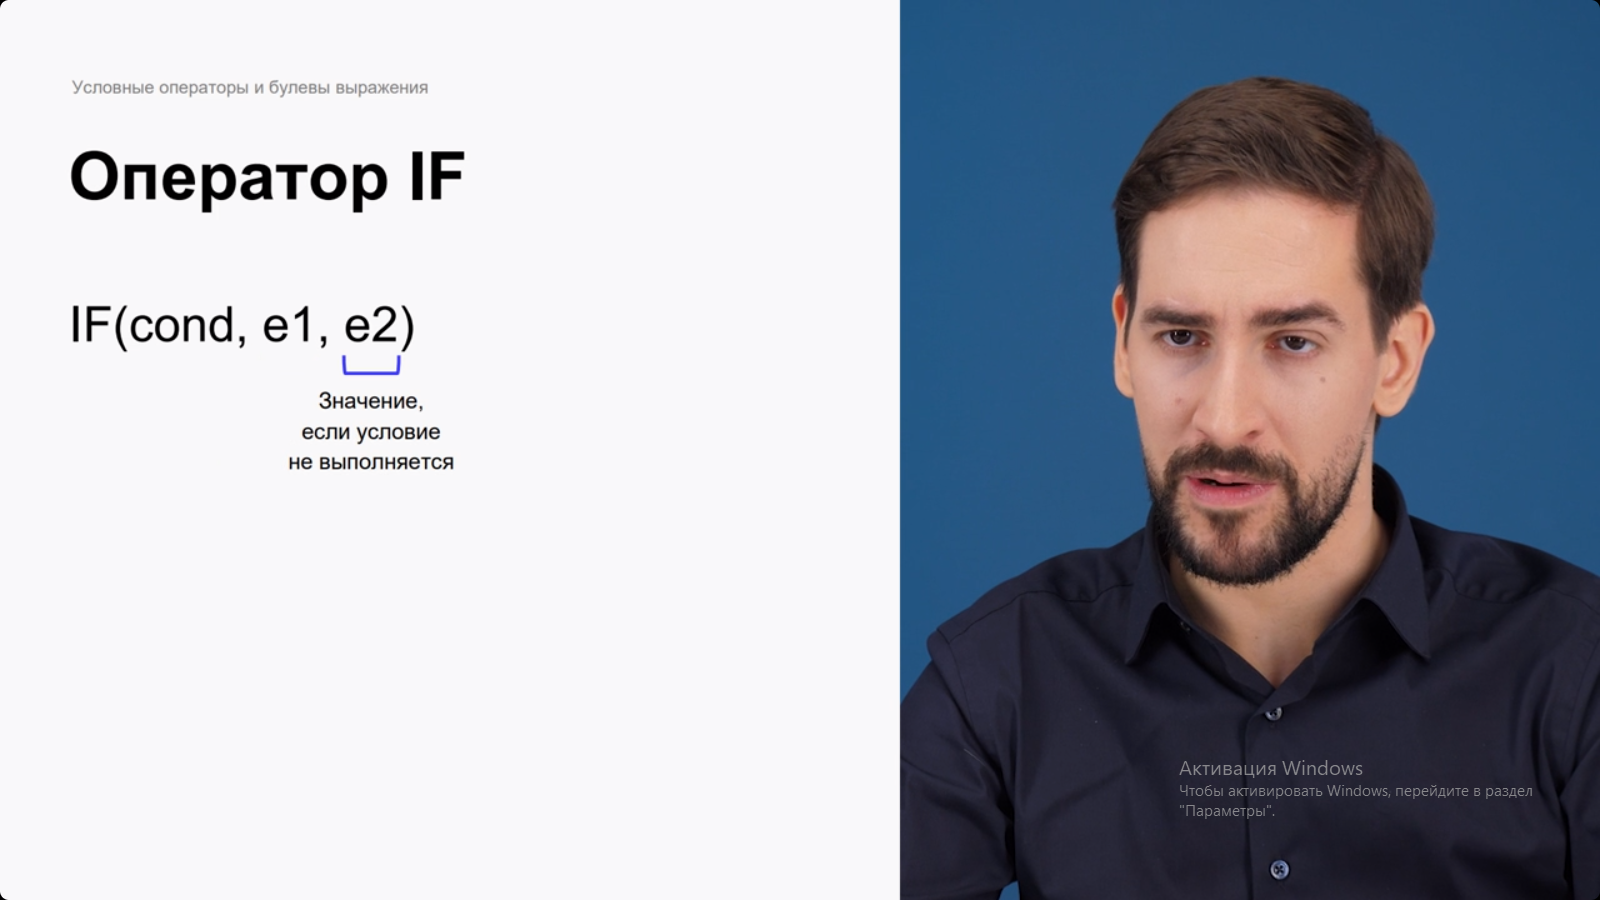 Условные операторы и булевы выражения
Оператор IF
IF(cond, e1, e2)
Значение,
если условие
не выполняется
Активация Windows
Чтобы активировать Windows, перейдите в раздел
"Параметры".